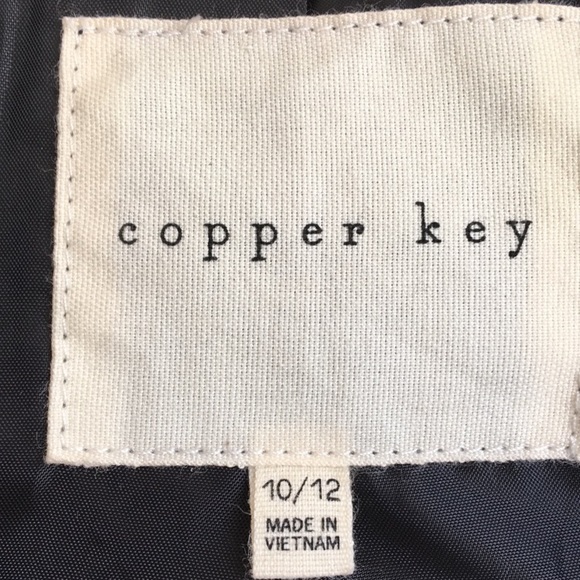 copper key
10/12
MADE IN
VIETNAM